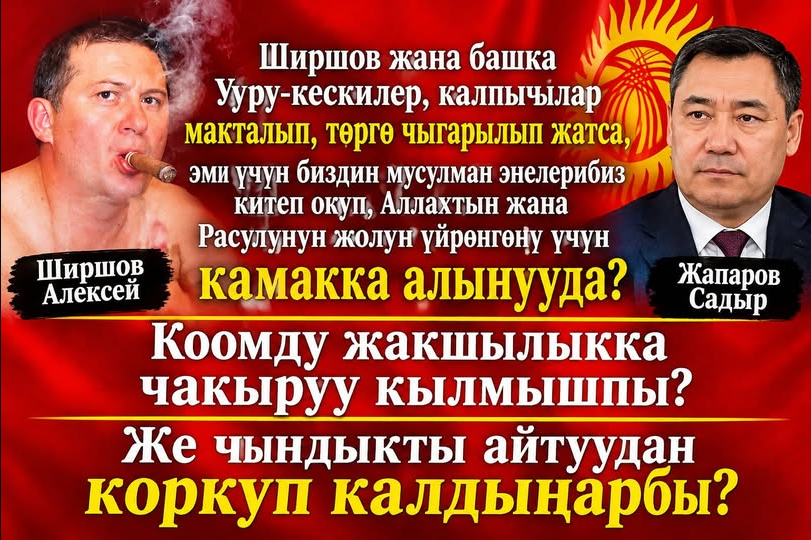 Ширшов жана башка
Ууру-кескилер, калпычылар
макталып, төргө чыгарылып жатса,
эми үчүн биздин мусулман энелерибиз
китеп окуп, Аллахтын жана
Расулунун жолун үйрөнгөнү үчүн
камакка алынууда?
Ширшов
Алексей
Жапаров
Садыр
Коомду жакшылыкка
чакыруу кылмышпы?
Же чындыкты айтуудан
коркуп калдыңарбы?